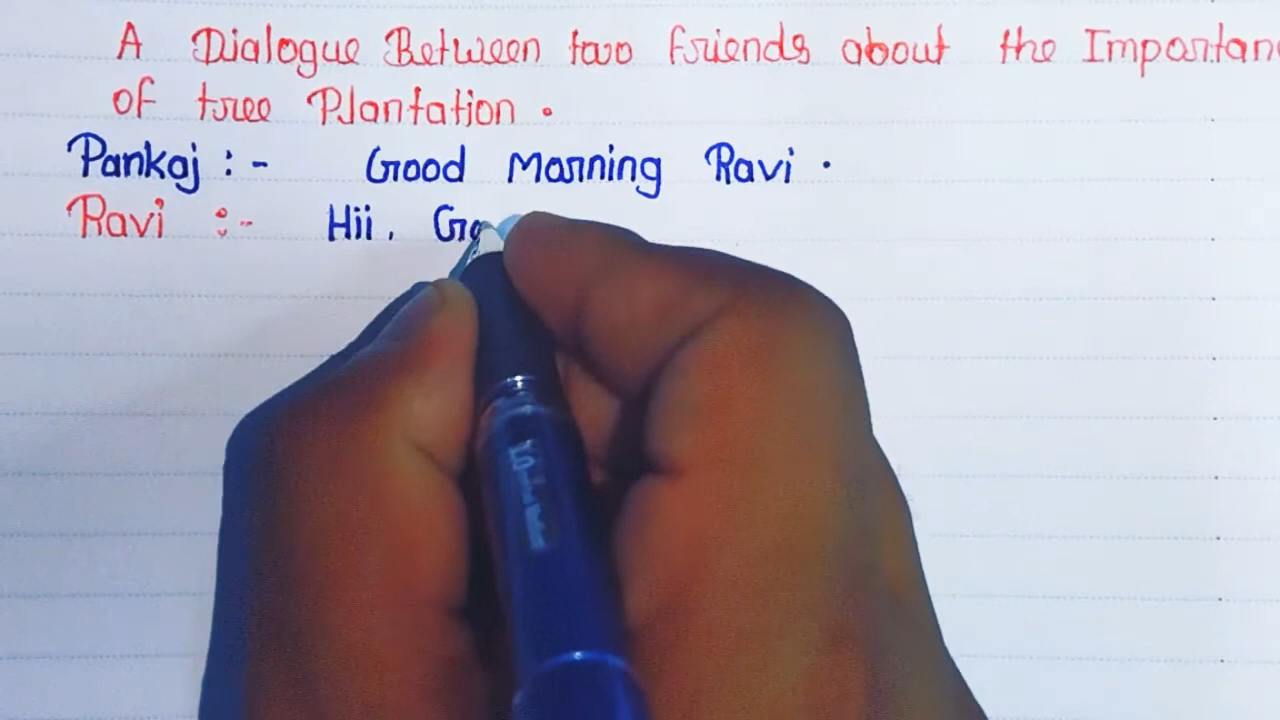 A Dialogue Between two friends about the Importan
of tree Plantation .
Pankaj :- Good Morning Ravi .
Ravi :- Hii , Go